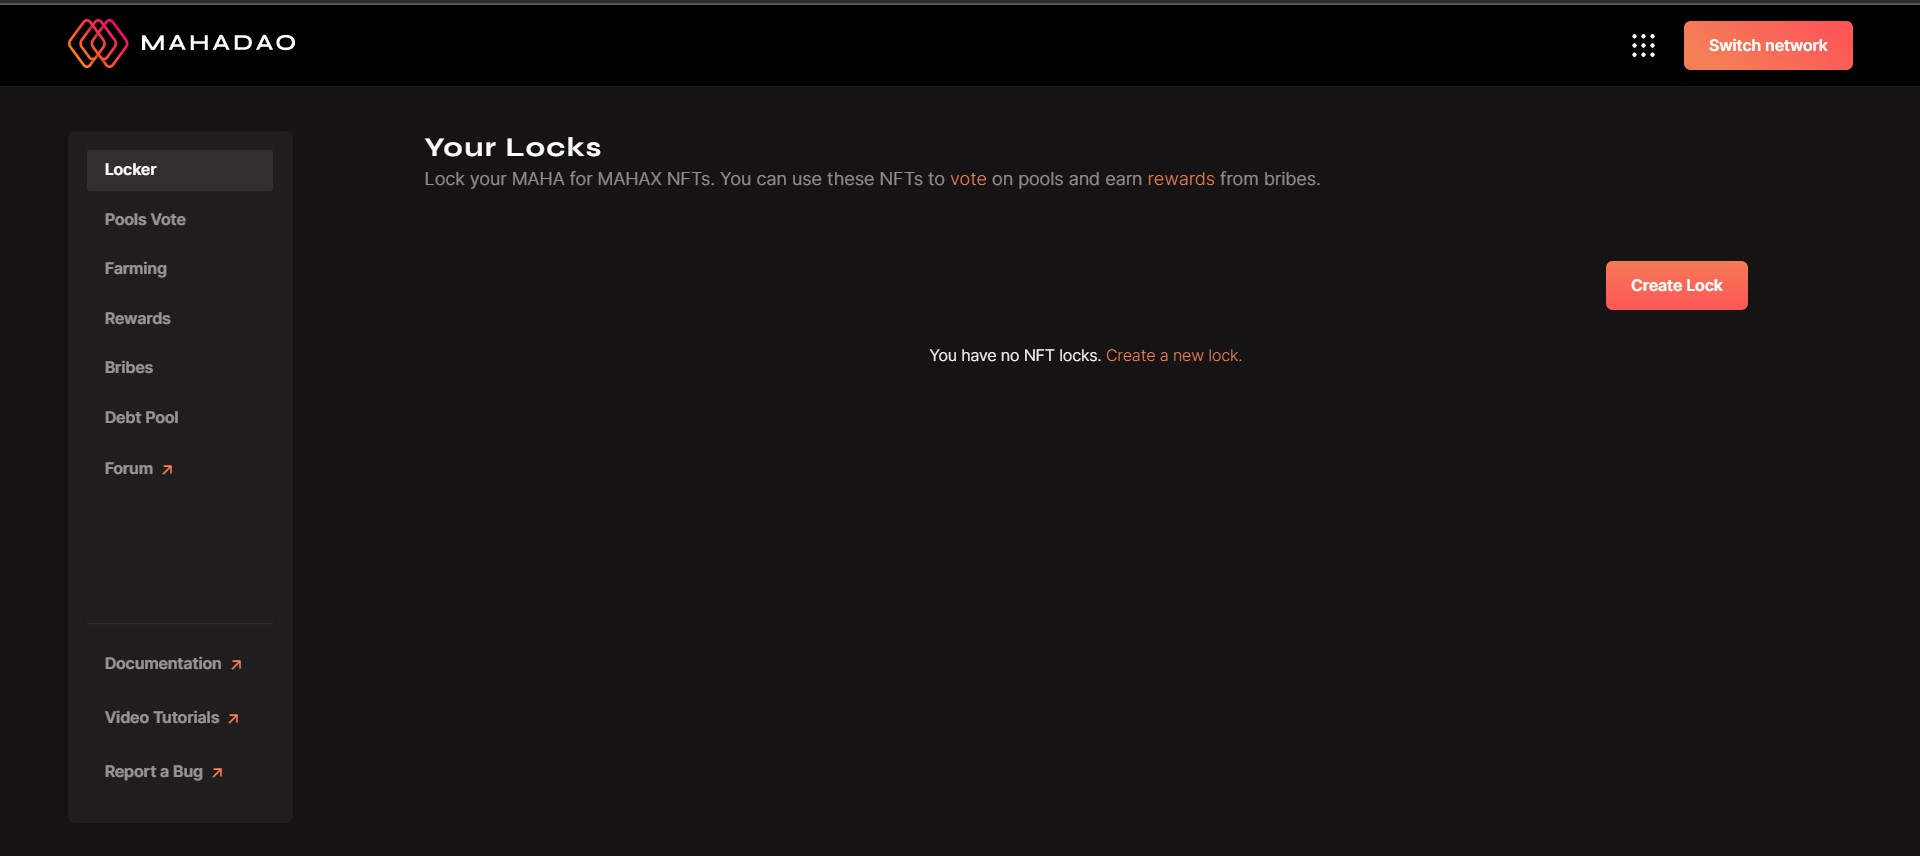 MAHADAO
Switch network
Locker
Pools Vote
Farming
Rewards
Bribes
Debt Pool
Forum
Documentation
Video Tutorials
Report a Bug
Your Locks
Lock your MAHA for MAHAX NFTs. You can use these NFTs to vote on pools and earn rewards from bribes.
Create Lock
You have no NFT locks. Create a new lock.